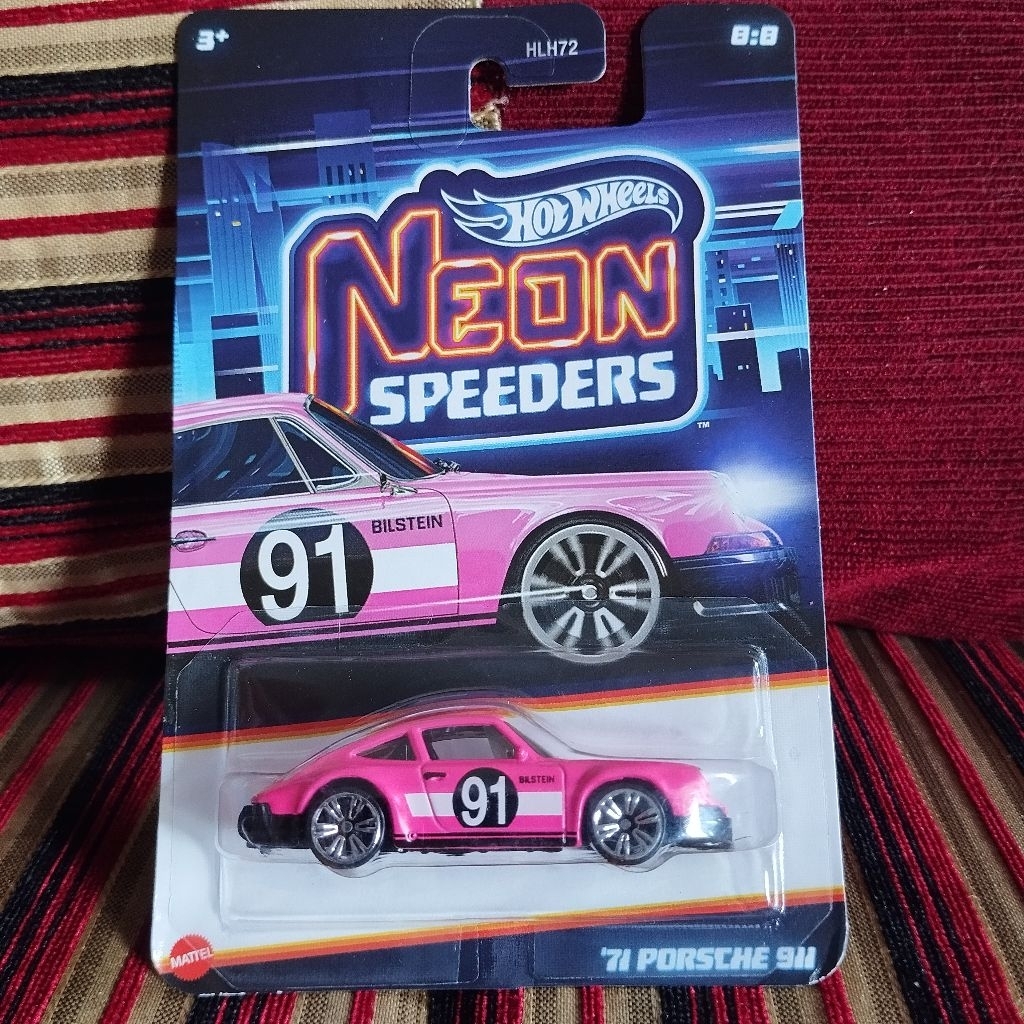 3+
HLH72
8:8
HOT WHEELS
NEON
SPEEDERS
TM
BILSTEIN
91
BILSTEIN
91
MATTEL
'71 PORSCHE 911